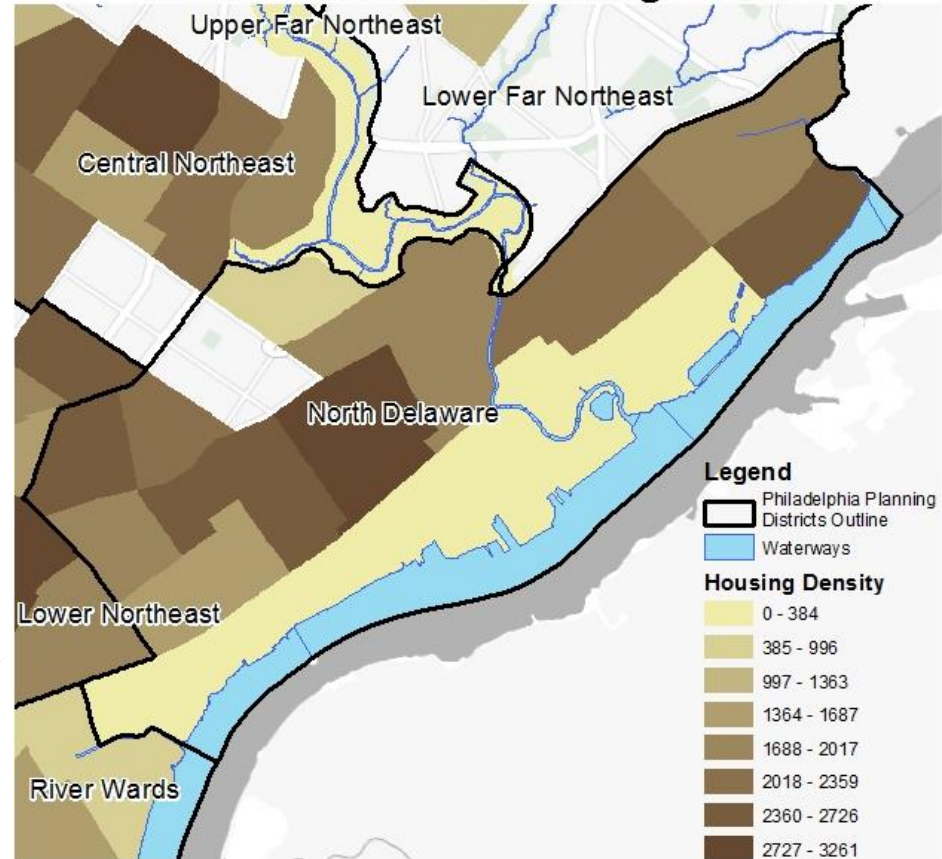 Upper Far Northeast
Lower Far Northeast
Central Northeast
North Delaware
Lower Northeast
River Wards
Legend
Philadelphia Planning
Districts Outline
Waterways
Housing Density
0 - 384
385 - 996
997 - 1363
1364 - 1687
1688 - 2017
2018 - 2359
2360 - 2726
2727 - 3261